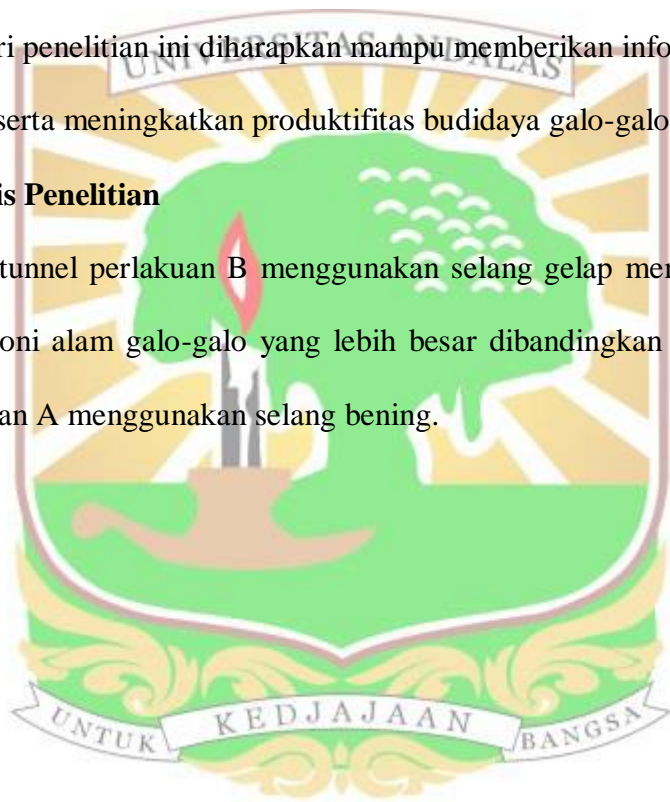 ri penelitian ini diharapkan mampu memberikan info
UNIVERSITAS ANDALAS
serta meningkatkan produktifitas budidaya galo-galo
is Penelitian
tunnel perlakuan B menggunakan selang gelap mer
oni alam galo-galo yang lebih besar dibandingkan
an A menggunakan selang bening.
UNTUK KEDJAJAAN BANGSA